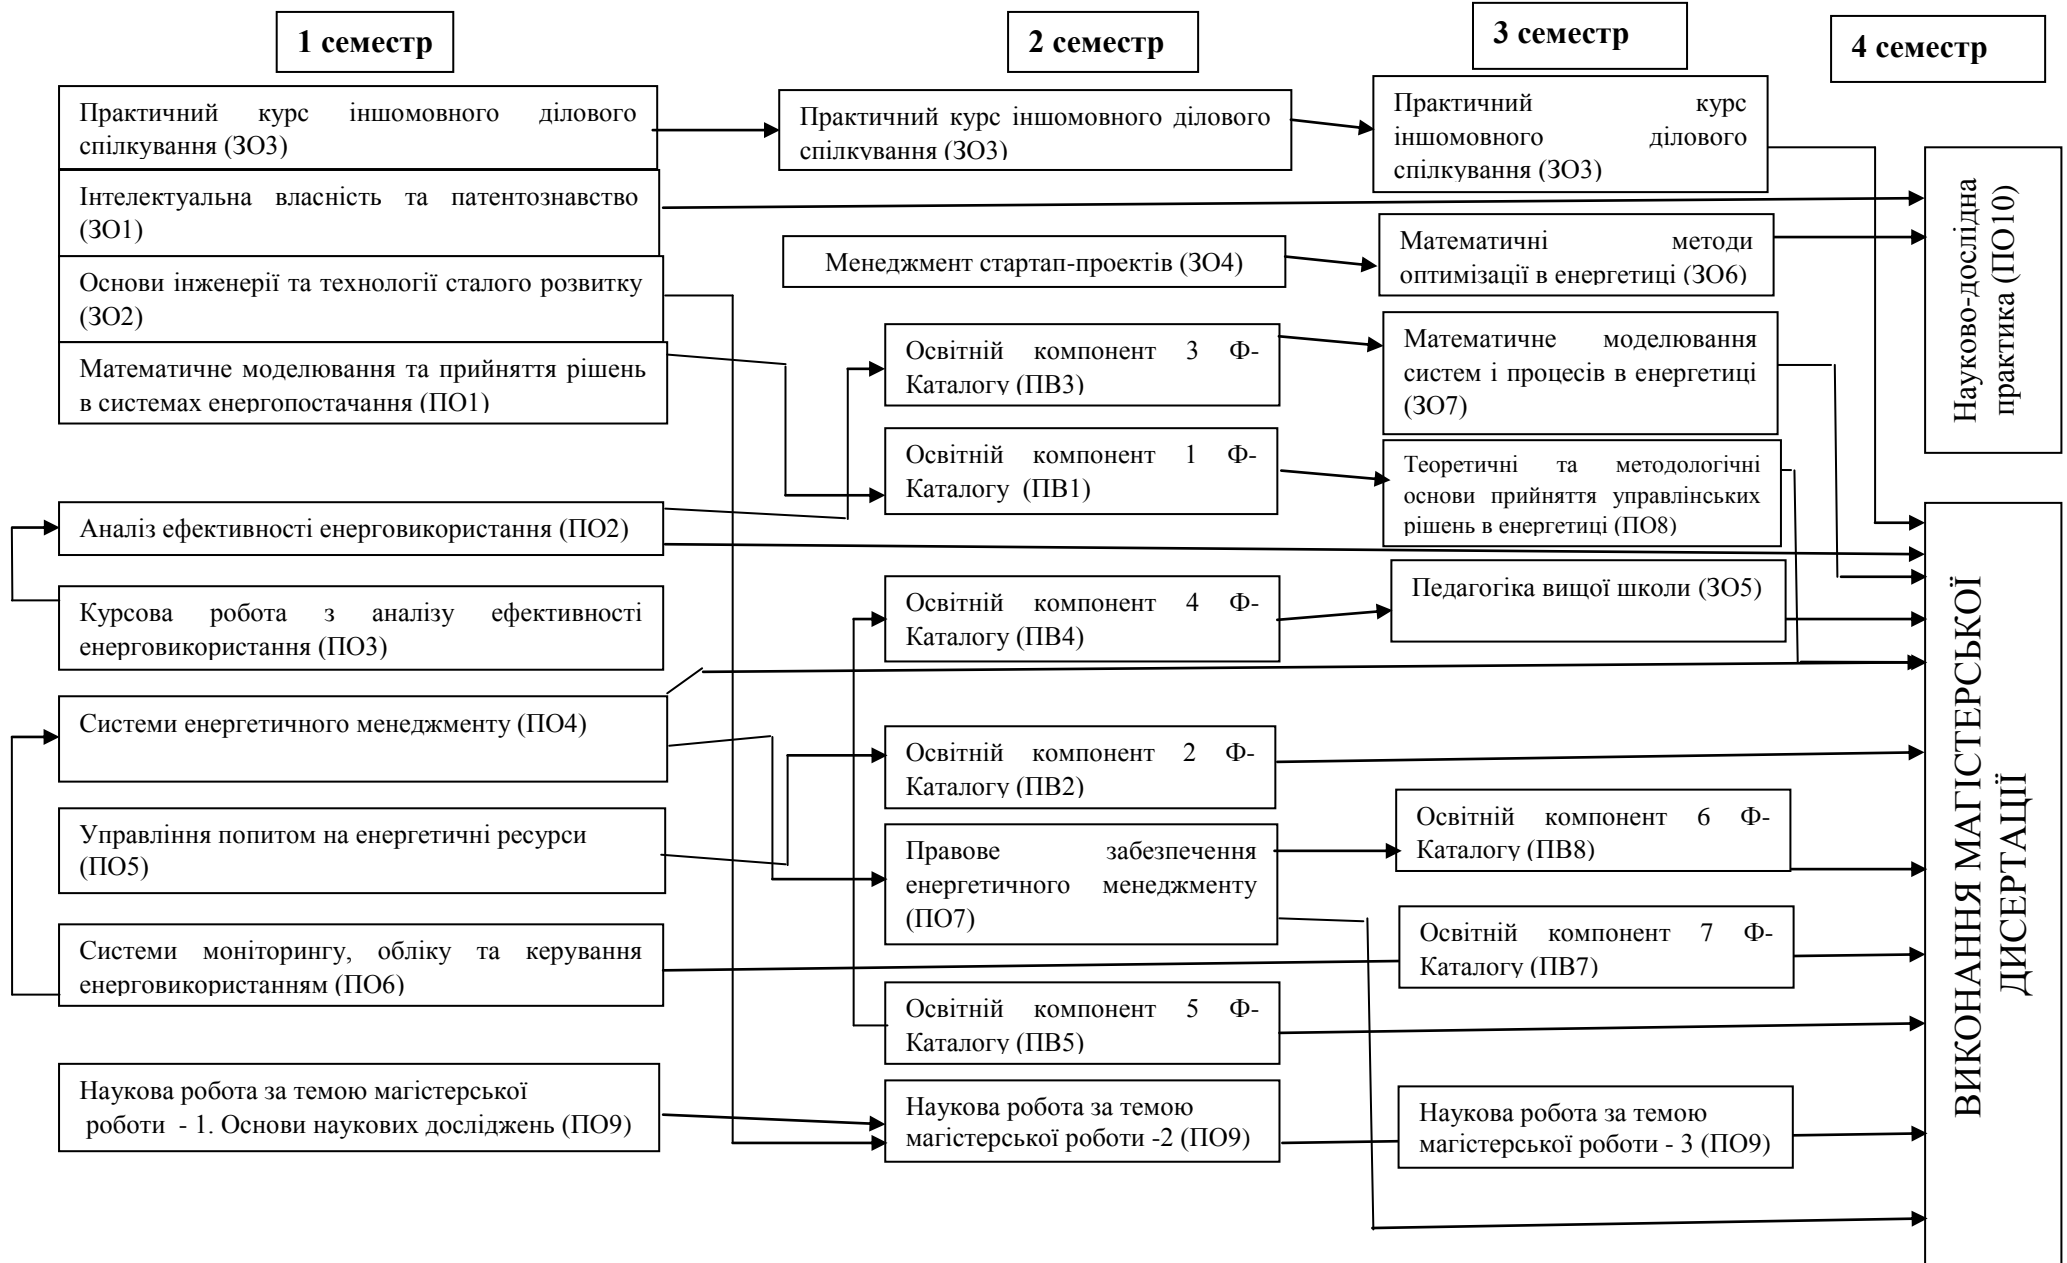 1 семестр
2 семестр
3 семестр
4 семестр
Практичний курс іншомовного ділового
спілкування (ЗО3)
Інтелектуальна власність та патентознавство
(ЗО1)
Основи інженерії та технології сталого розвитку
(ЗО2)
Математичне моделювання та прийняття рішень
в системах енергопостачання (ПО1)
Аналіз ефективності енерговикористання (ПО2)
Курсова робота з аналізу ефективності
енерговикористання (ПО3)
Системи енергетичного менеджменту (ПО4)
Управління попитом на енергетичні ресурси
(ПО5)
Системи моніторингу, обліку та керування
енерговикористанням (ПО6)
Наукова робота за темою магістерської
роботи - 1. Основи наукових досліджень (ПО9)
Практичний курс іншомовного ділового
спілкування (ЗО3)
Менеджмент стартап-проектів (ЗО4)
Освітній компонент 3 Ф-
Каталогу (ПВ3)
Освітній компонент 1 Ф-
Каталогу (ПВ1)
Освітній компонент 4 Ф-
Каталогу (ПВ4)
Освітній компонент 2 Ф-
Каталогу (ПВ2)
Правове забезпечення
енергетичного менеджменту
(ПО7)
Освітній компонент 5 Ф-
Каталогу (ПВ5)
Наукова робота за темою
магістерської роботи -2 (ПО9)
Практичний курс
іншомовного ділового
спілкування (ЗО3)
Математичні методи
оптимізації в енергетиці (ЗО6)
Математичне моделювання
систем і процесів в енергетиці
(ЗО7)
Теоретичні та методологічні
основи прийняття управлінських
рішень в енергетиці (ПО8)
Педагогіка вищої школи (ЗО5)
Освітній компонент 6 Ф-
Каталогу (ПВ8)
Освітній компонент 7 Ф-
Каталогу (ПВ7)
Наукова робота за темою
магістерської роботи - 3 (ПО9)
Науково-дослідна
практика (ПО10)
ВИКОНАННЯ МАГІСТЕРСЬКОЇ
ДИСЕРТАЦІЇ